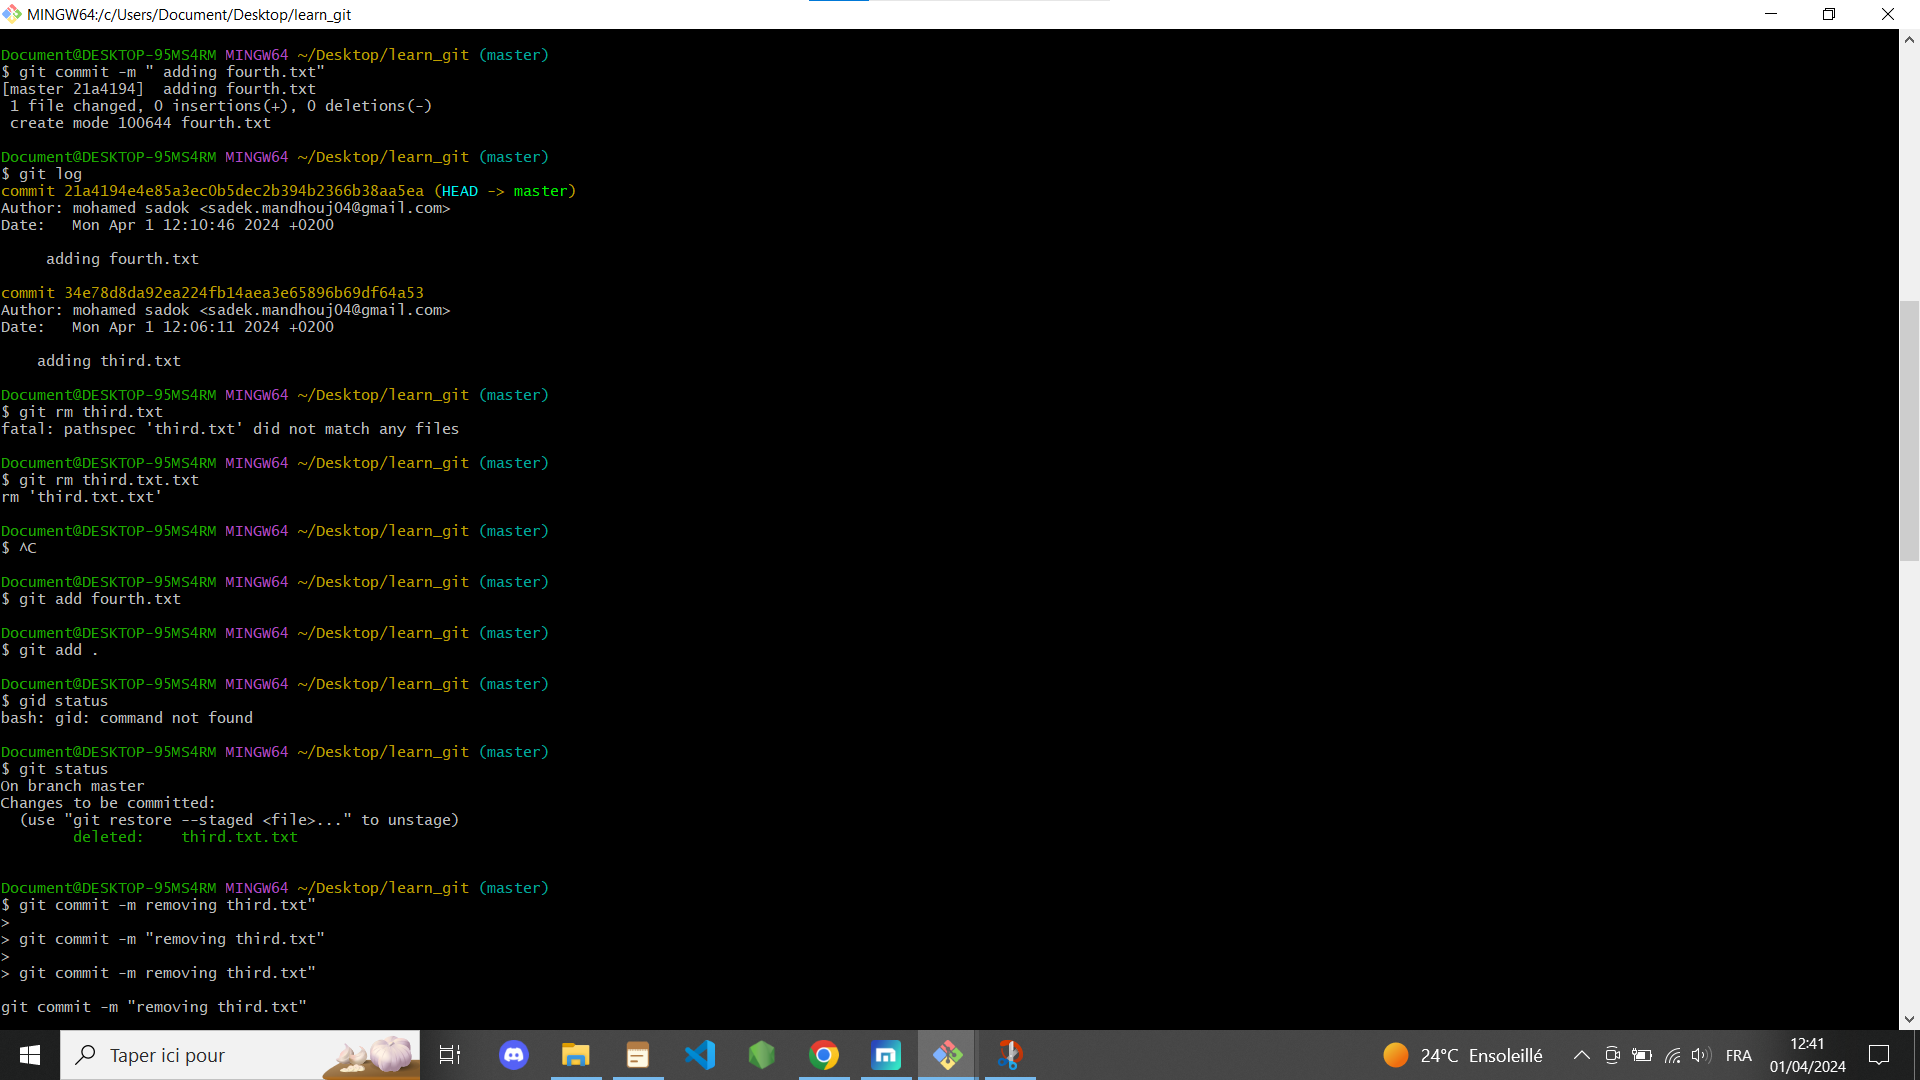 MINGW64:/c/Users/Document/Desktop/learn_git
Document@DESKTOP-95MS4RM MINGW64 ~/Desktop/learn_git (master)
$ git commit -m " adding fourth.txt"
[master 21a4194]  adding fourth.txt
 1 file changed, 0 insertions(+), 0 deletions(-)
 create mode 100644 fourth.txt
Document@DESKTOP-95MS4RM MINGW64 ~/Desktop/learn_git (master)
$ git log
commit 21a4194e4e85a3ec0b5dec2b394b2366b38aa5ea (HEAD -> master)
Author: mohamed sadok <sadek.mandhouj04@gmail.com>
Date:   Mon Apr 1 12:10:46 2024 +0200
     adding fourth.txt
commit 34e78d8da92ea224fb14aea3e65896b69df64a53
Author: mohamed sadok <sadek.mandhouj04@gmail.com>
Date:   Mon Apr 1 12:06:11 2024 +0200
    adding third.txt
Document@DESKTOP-95MS4RM MINGW64 ~/Desktop/learn_git (master)
$ git rm third.txt
fatal: pathspec 'third.txt' did not match any files
Document@DESKTOP-95MS4RM MINGW64 ~/Desktop/learn_git (master)
$ git rm third.txt.txt
rm 'third.txt.txt'
Document@DESKTOP-95MS4RM MINGW64 ~/Desktop/learn_git (master)
$ ^C
Document@DESKTOP-95MS4RM MINGW64 ~/Desktop/learn_git (master)
$ git add fourth.txt
Document@DESKTOP-95MS4RM MINGW64 ~/Desktop/learn_git (master)
$ git add .
Document@DESKTOP-95MS4RM MINGW64 ~/Desktop/learn_git (master)
$ gid status
bash: gid: command not found
Document@DESKTOP-95MS4RM MINGW64 ~/Desktop/learn_git (master)
$ git status
On branch master
Changes to be committed:
  (use "git restore --staged <file>..." to unstage)
        deleted:    third.txt.txt
Document@DESKTOP-95MS4RM MINGW64 ~/Desktop/learn_git (master)
$ git commit -m removing third.txt"
>
> git commit -m "removing third.txt"
>
> git commit -m removing third.txt"
git commit -m "removing third.txt"
Taper ici pour
24°C Ensoleillé
FRA
12:41
01/04/2024